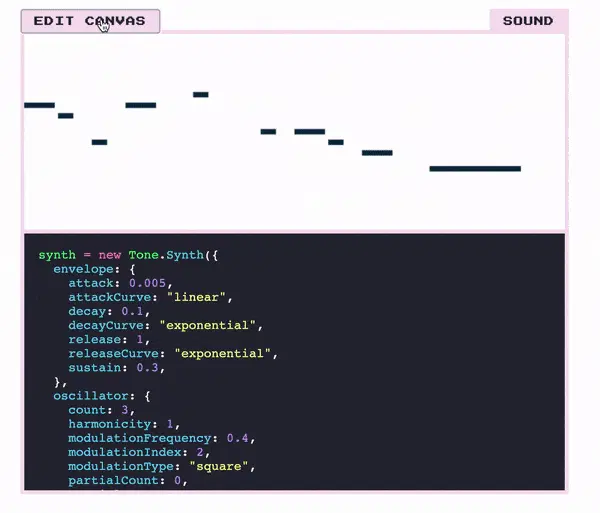 EDIT CANVAS
SOUND
synth = new Tone.Synth({
envelope: {
attack: 0.005,
attackCurve: "linear",
decay: 0.1,
decayCurve: "exponential",
release: 1,
releaseCurve: "exponential",
sustain: 0.3,
},
oscillator: {
count: 3,
harmonicity: 1,
modulationFrequency: 0.4,
modulationIndex: 2,
modulationType: "square",
partialCount: 0,